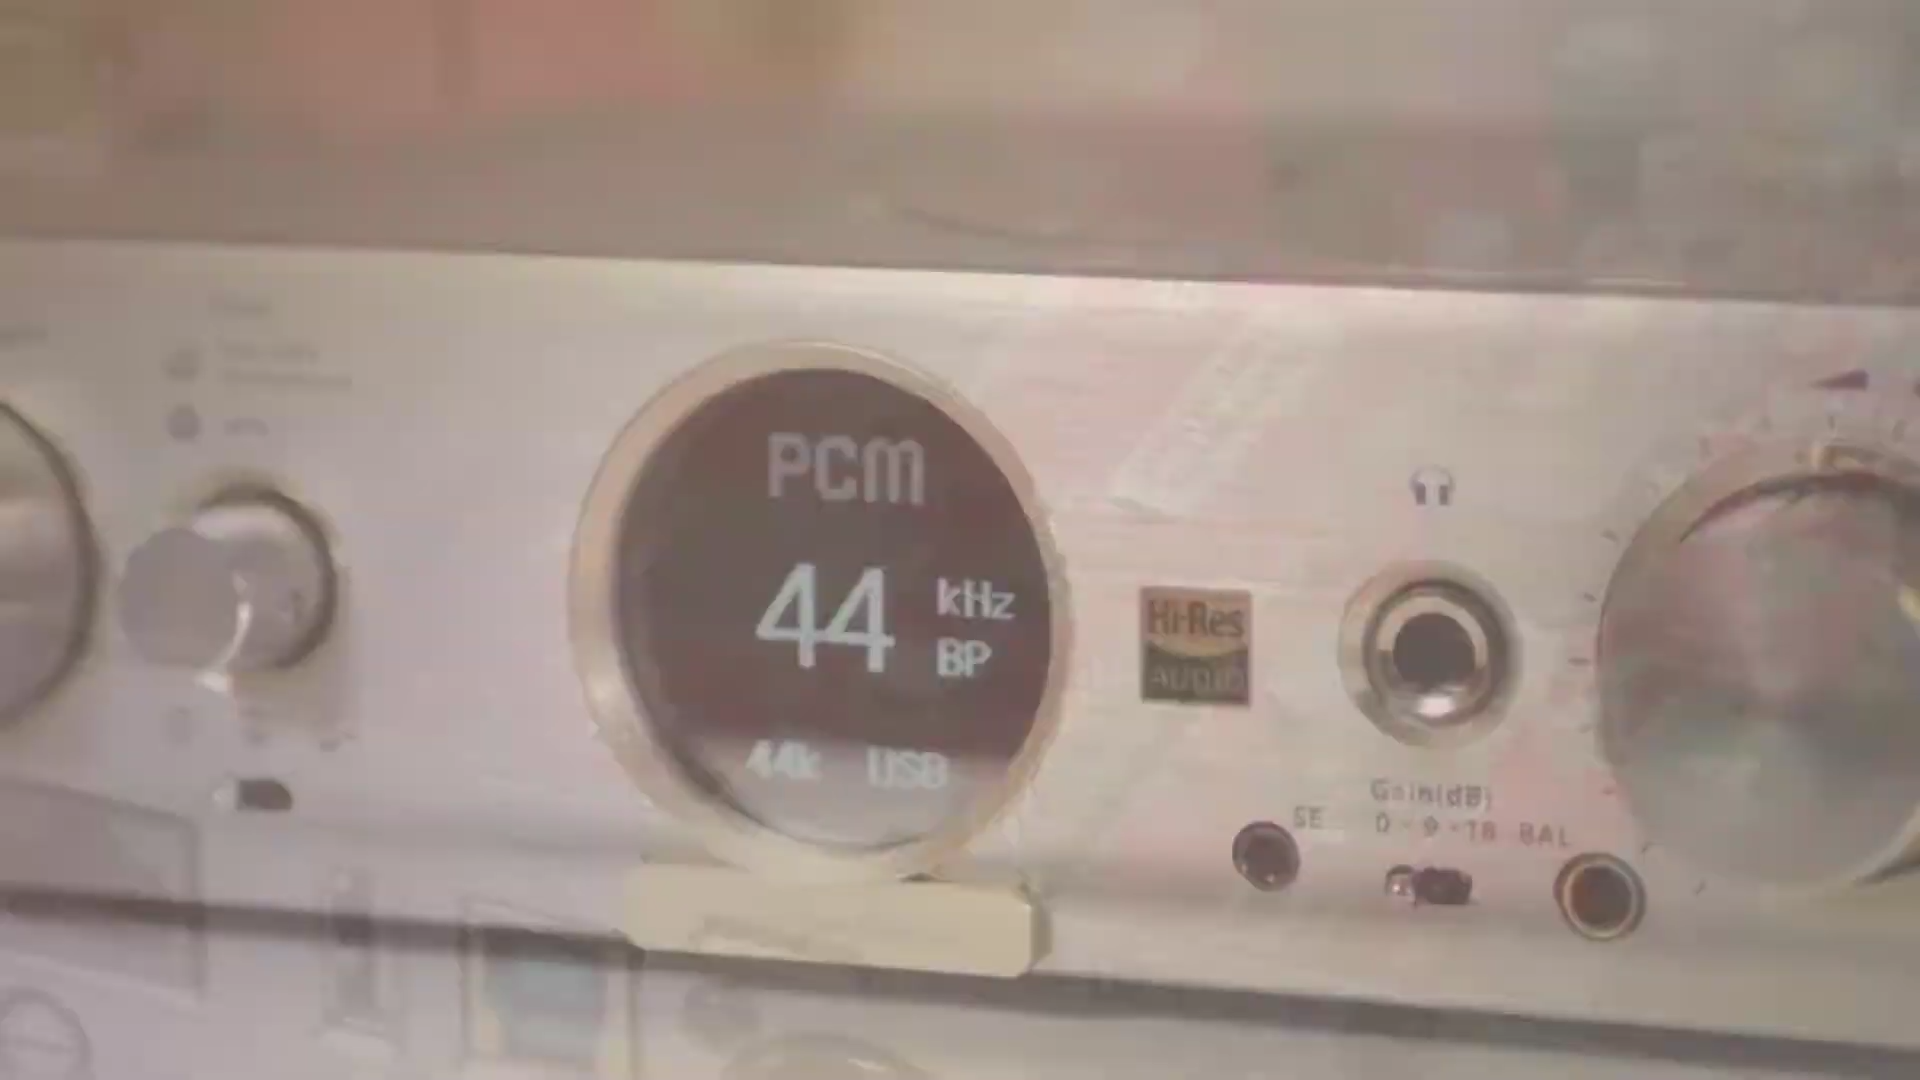 PCM
44 kHz
BP
44k USB
Hi-Res
AUDIO
Gain(dB)
SE 0 - 9 - 18 BAL